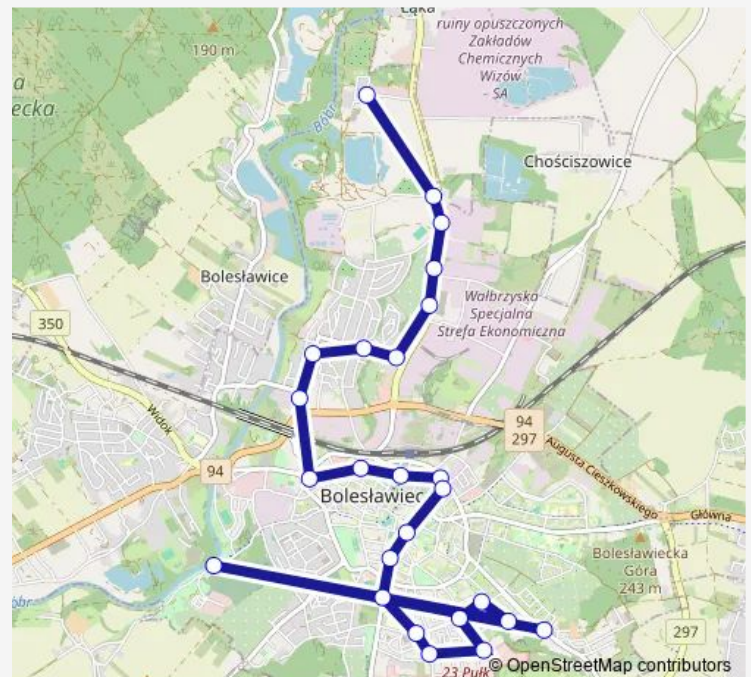 Łąka
190 m
ruiny opuszczonych
Zakładów
Chemicznych
Wizów
- SA
a
ecka
Bóbr
Chościszowice
Bolesławice
Wałbrzyska
Specjalna
Strefa Ekonomiczna
350
Widok
94
297
Augusta Cieszkowskiego
94
Bolesławiec
Główna
Bolesławiecka
Góra
243 m
óbr
297
23 Pułk
© OpenStreetMap contributors